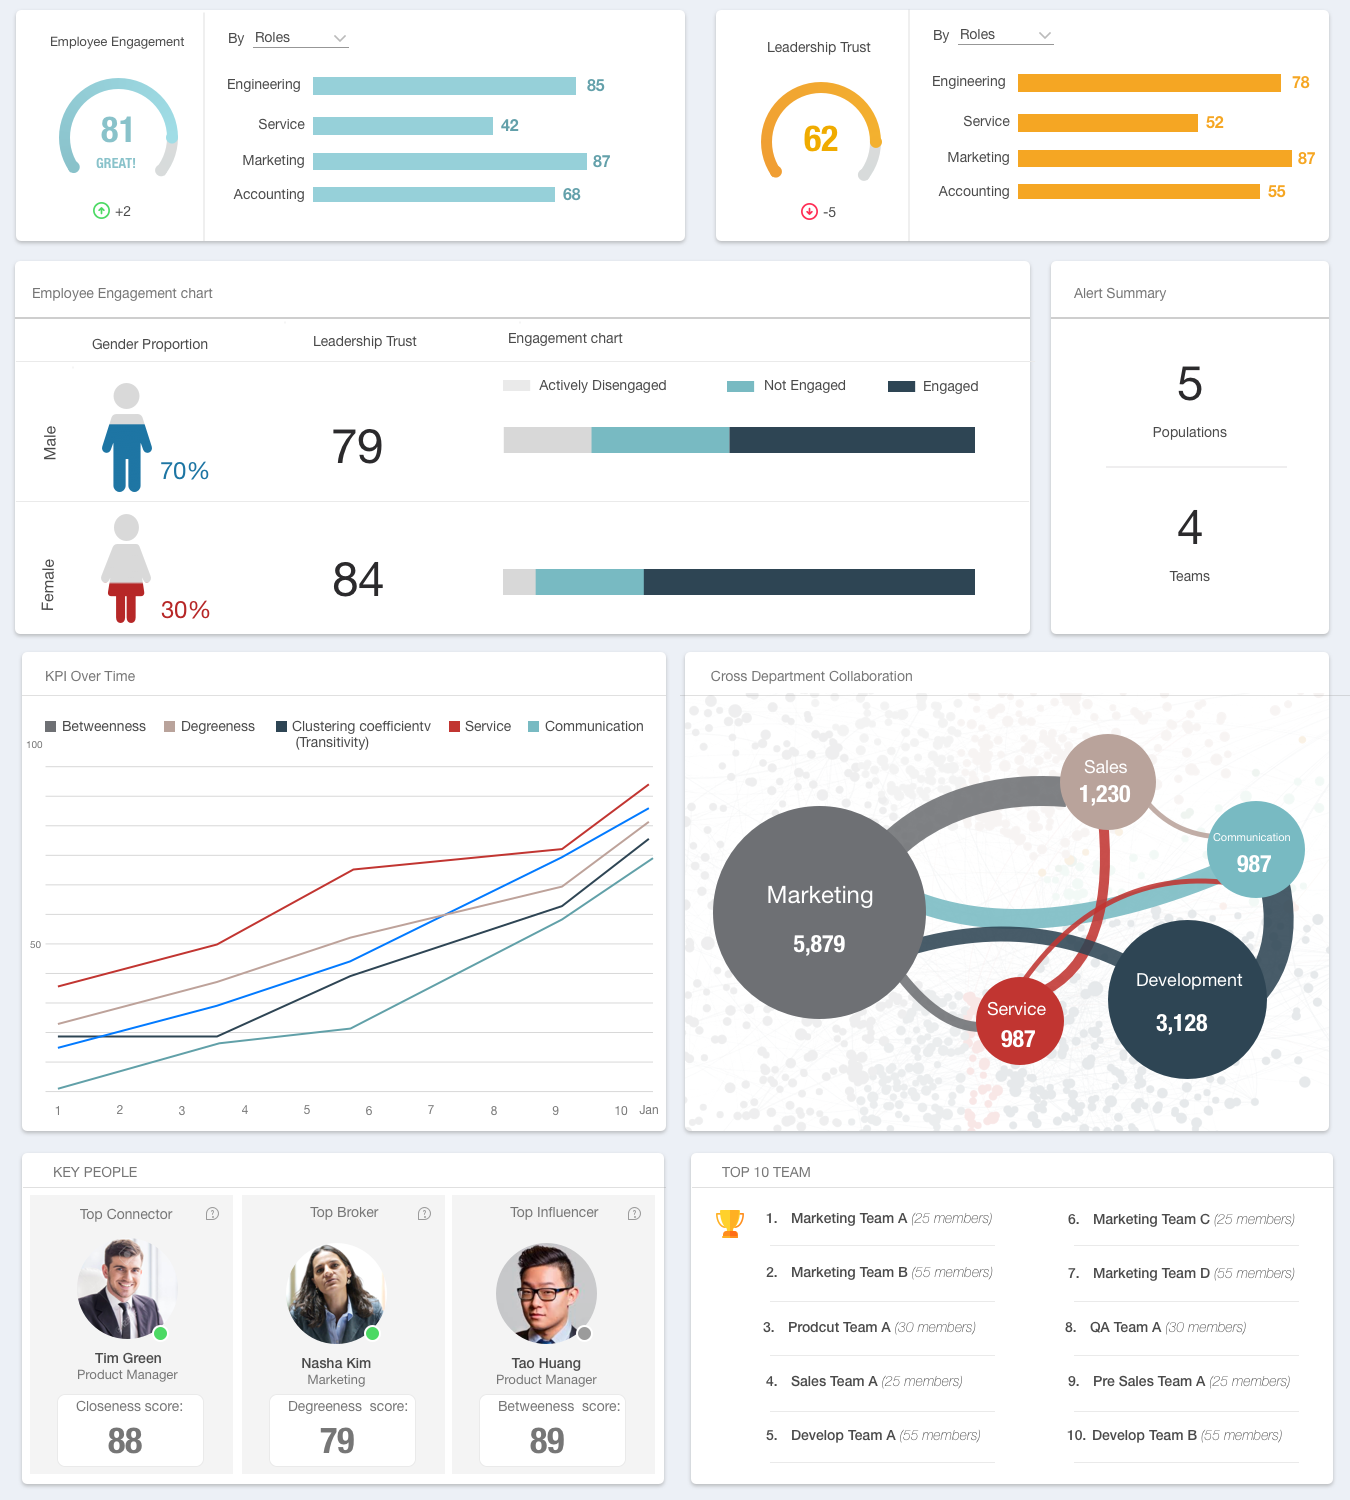 Employee Engagement
81
GREAT!
+2
By Roles
Engineering 85
Service 42
Marketing 87
Accounting 68
Leadership Trust
62
-5
By Roles
Engineering 78
Service 52
Marketing 87
Accounting 55
Employee Engagement chart
Gender Proportion Leadership Trust Engagement chart
Actively Disengaged Not Engaged Engaged
Male 70% 79
Female 30% 84
Alert Summary
5
Populations
4
Teams
KPI Over Time
Betweenness Degreeness Clustering coefficientv Service Communication
(Transitivity)
100
50
1 2 3 4 5 6 7 8 9 10 Jan
Cross Department Collaboration
Sales
1,230
Communication
987
Marketing
5,879
Development
3,128
Service
987
KEY PEOPLE
Top Connector
Tim Green
Product Manager
Closeness score:
88
Top Broker
Nasha Kim
Marketing
Degreeness score:
79
Top Influencer
Tao Huang
Product Manager
Betweeness score:
89
TOP 10 TEAM
1. Marketing Team A (25 members)
2. Marketing Team B (55 members)
3. Prodcut Team A (30 members)
4. Sales Team A (25 members)
5. Develop Team A (55 members)
6. Marketing Team C (25 members)
7. Marketing Team D (55 members)
8. QA Team A (30 members)
9. Pre Sales Team A (25 members)
10. Develop Team B (55 members)